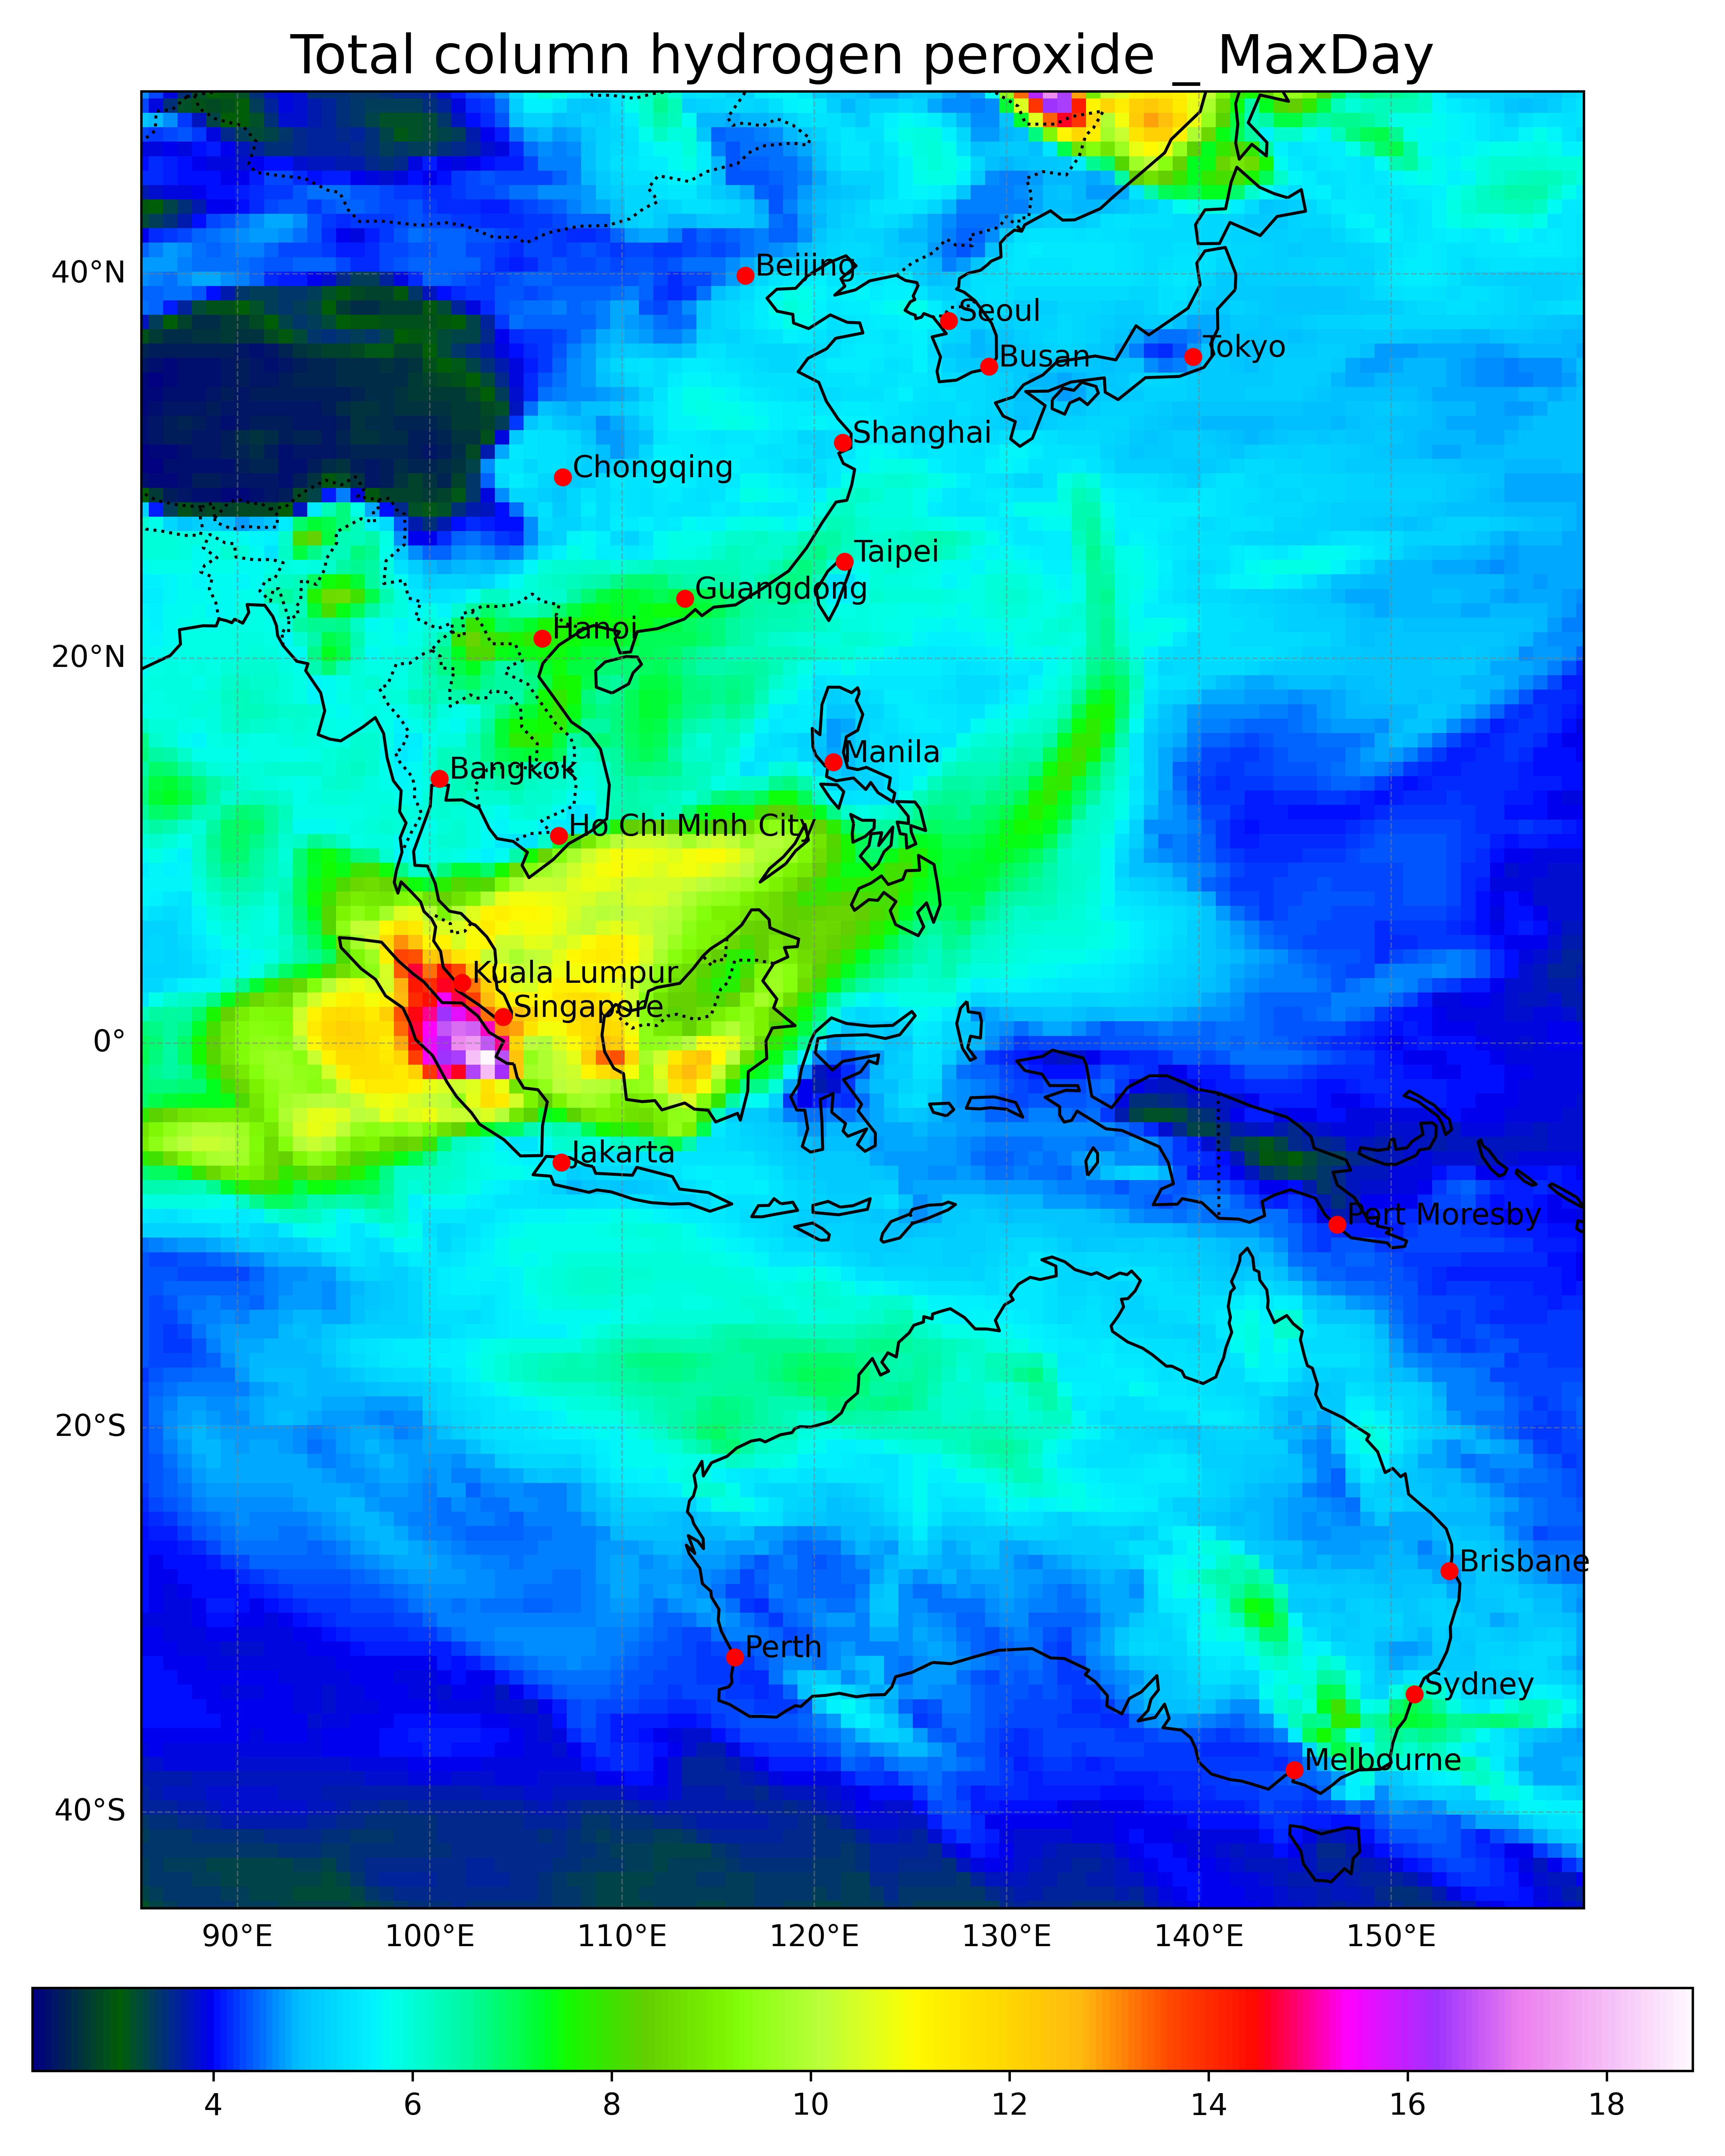 Total column hydrogen peroxide _ MaxDay
40°N
Beijing
Seoul
Busan
Tokyo
Shanghai
Chongqing
Taipei
Guangdong
Hanoi
20°N
Manila
Bangkok
Ho Chi Minh City
Kuala Lumpur
Singapore
0°
Jakarta
Port Moresby
20°S
Brisbane
Perth
Sydney
Melbourne
40°S
90°E 100°E 110°E 120°E 130°E 140°E 150°E
4 6 8 10 12 14 16 18